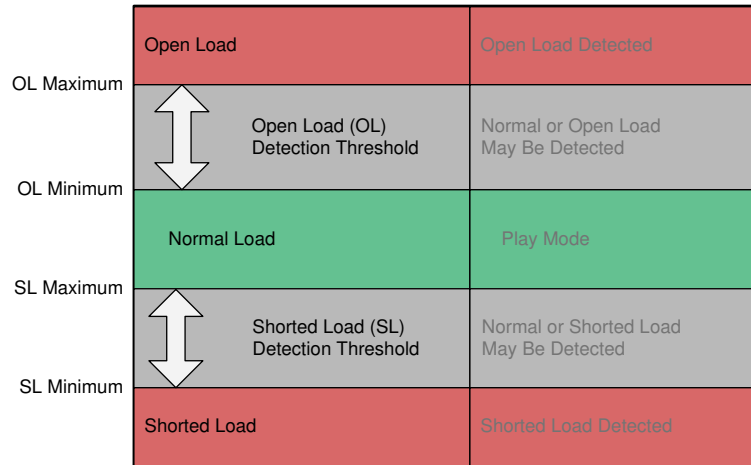 Open Load
Open Load Detected
OL Maximum
Open Load (OL)
Detection Threshold
Normal or Open Load
May Be Detected
OL Minimum
Normal Load
Play Mode
SL Maximum
Shorted Load (SL)
Detection Threshold
Normal or Shorted Load
May Be Detected
SL Minimum
Shorted Load
Shorted Load Detected